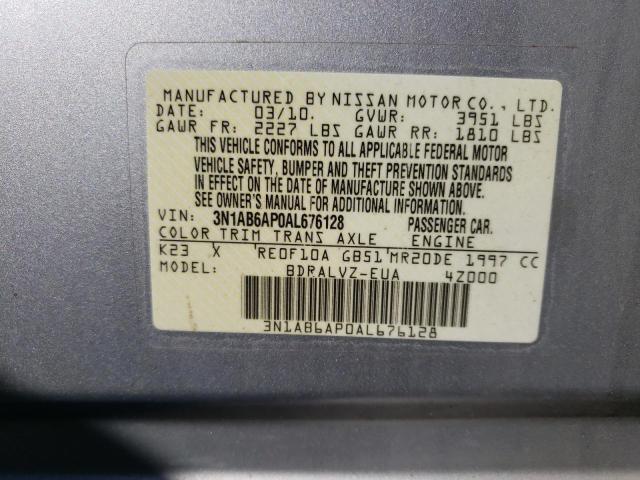 MANUFACTURED BY NISSAN MOTOR CO., LTD.
DATE: 03/10. GVWR: 3951 LBS
GAWR FR: 2227 LBS GAWR RR: 1810 LBS
THIS VEHICLE CONFORMS TO ALL APPLICABLE FEDERAL MOTOR
VEHICLE SAFETY, BUMPER AND THEFT PREVENTION STANDARDS
IN EFFECT ON THE DATE OF MANUFACTURE SHOWN ABOVE.
SEE OWNER'S MANUAL FOR ADDITIONAL INFORMATION.
VIN: 3N1AB6AP0AL676128 PASSENGER CAR.
COLOR TRIM TRANS AXLE ENGINE
K23 X RE0F10A GB51 MR20DE 1997 CC
MODEL: BDRALVZ-EUA 4Z000
3N1AB6AP0AL676128